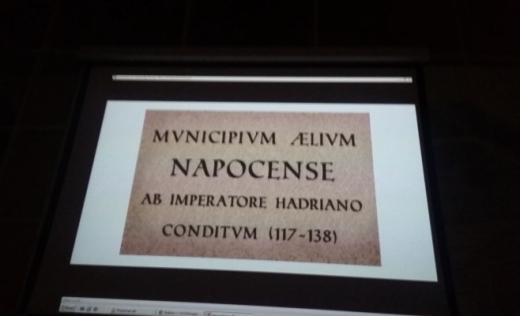 MVNICIPIVM ÆLIVM
NAPOCENSE
AB IMPERATORE HADRIANO
CONDITVM (117-138)